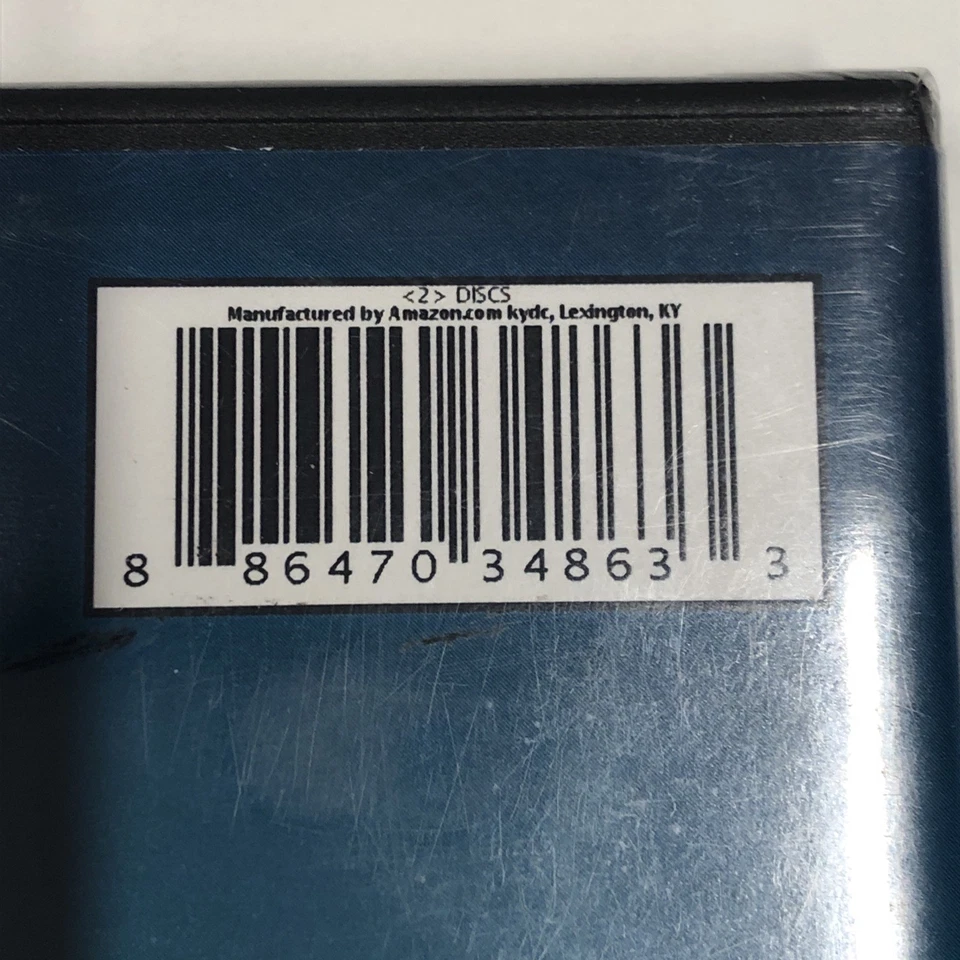 <2> DISCS
Manufactured by Amazon.com kydc, Lexington, KY
8 86470 34863 3